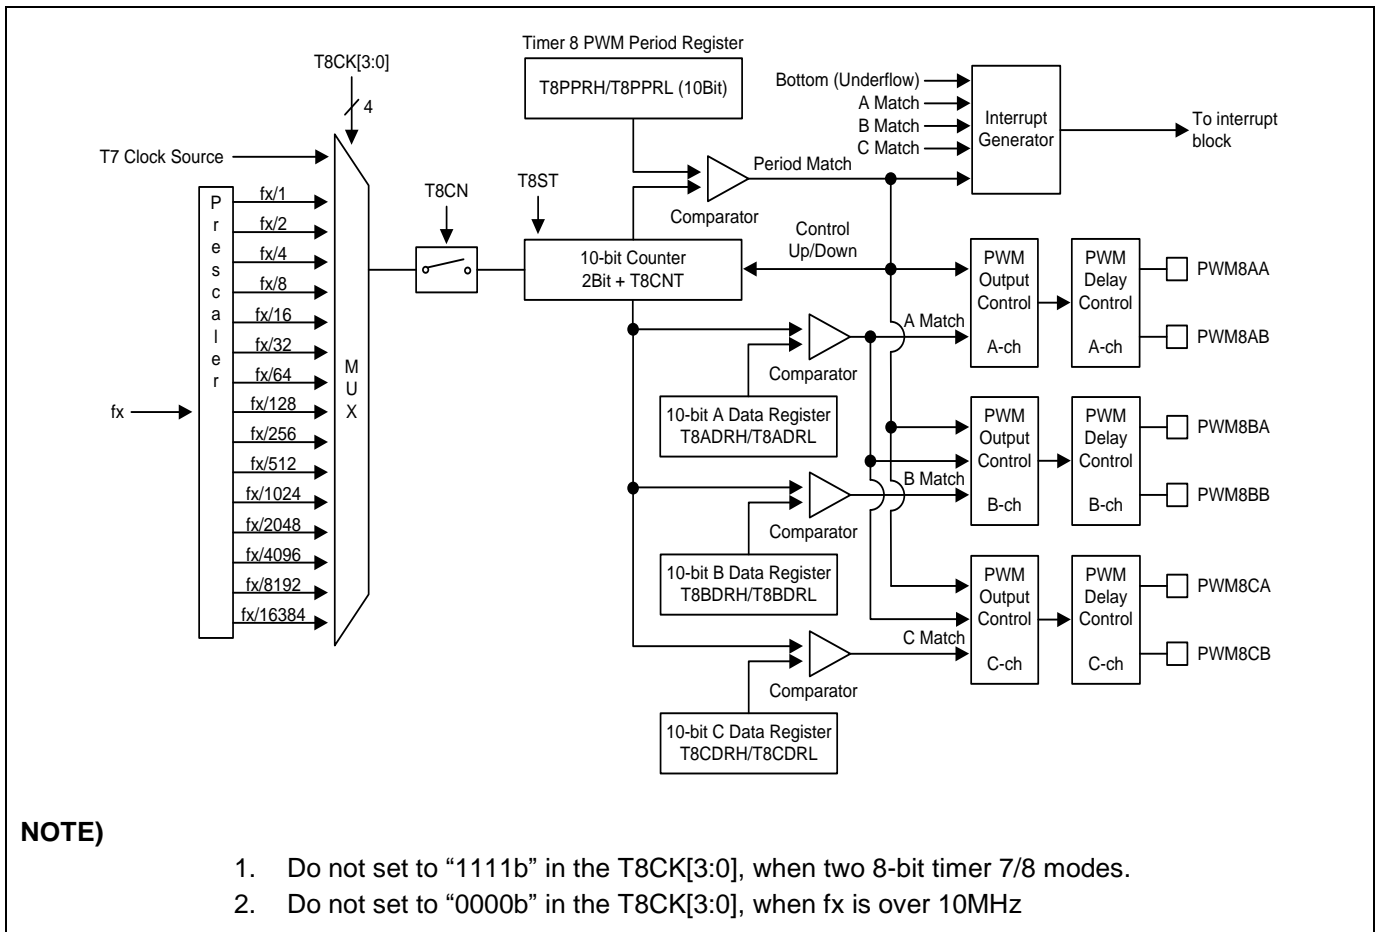 Timer 8 PWM Period Register
T8CK[3:0]
T8PPRH/T8PPRL (10Bit)
4
Bottom (Underflow)
A Match
B Match
C Match
Interrupt
Generator
To interrupt
block
T7 Clock Source
Period Match
Comparator
Prescaler
fx/1
fx/2
fx/4
fx/8
fx/16
fx/32
fx/64
fx/128
fx/256
fx/512
fx/1024
fx/2048
fx/4096
fx/8192
fx/16384
fx
MUX
T8CN
T8ST
10-bit Counter
2Bit + T8CNT
Control
Up/Down
PWM
Output
Control
A-ch
PWM
Delay
Control
A-ch
PWM8AA
PWM8AB
A Match
Comparator
10-bit A Data Register
T8ADRH/T8ADRL
PWM
Output
Control
B-ch
PWM
Delay
Control
B-ch
PWM8BA
PWM8BB
B Match
Comparator
10-bit B Data Register
T8BDRH/T8BDRL
PWM
Output
Control
C-ch
PWM
Delay
Control
C-ch
PWM8CA
PWM8CB
C Match
Comparator
10-bit C Data Register
T8CDRH/T8CDRL
NOTE)
1. Do not set to “1111b” in the T8CK[3:0], when two 8-bit timer 7/8 modes.
2. Do not set to “0000b” in the T8CK[3:0], when fx is over 10MHz